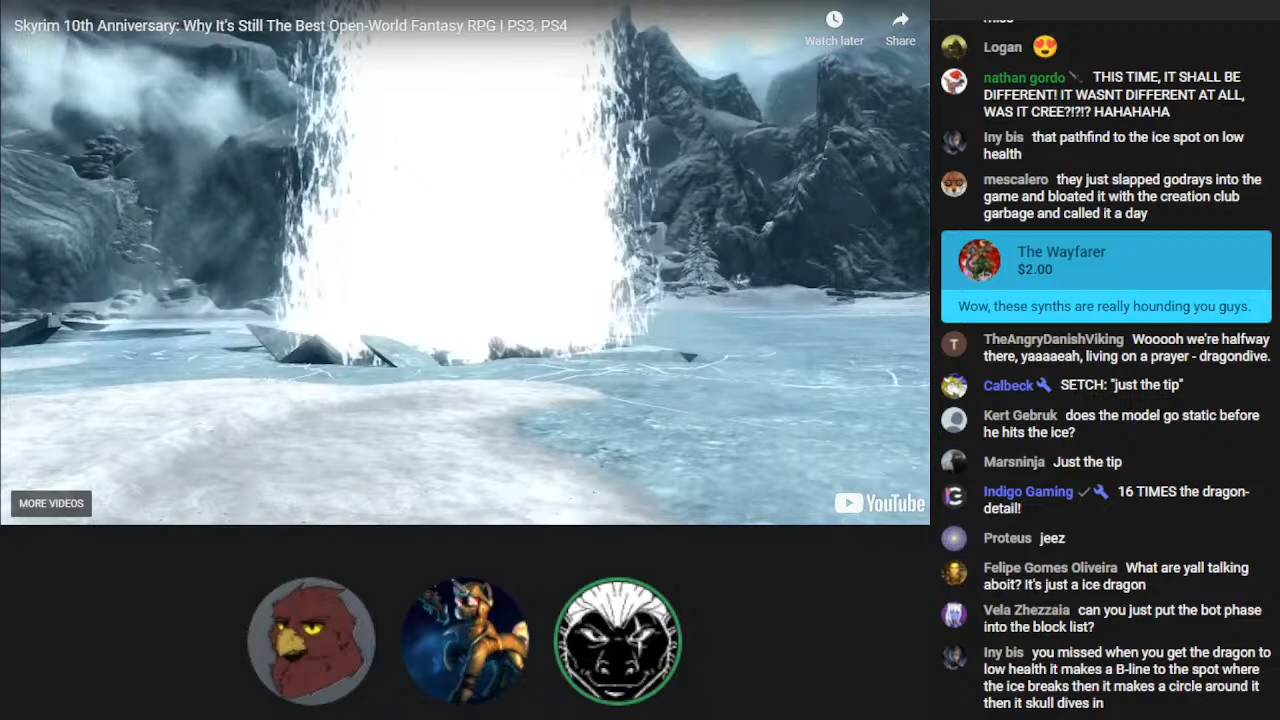 Skyrim 10th Anniversary: Why It's Still The Best Open-World Fantasy RPG | PS3, PS4
Watch later
Share
MORE VIDEOS
YouTube
Logan
nathan gordo THIS TIME, IT SHALL BE
DIFFERENT! IT WASNT DIFFERENT AT ALL,
WAS IT CREE?!?!? HAHAHAHA
Iny bis that pathfind to the ice spot on low
health
mescalero they just slapped godrays into the
game and bloated it with the creation club
garbage and called it a day
The Wayfarer
$2.00
Wow, these synths are really hounding you guys.
T
TheAngryDanishViking Wooooh we're halfway
there, yaaaaeah, living on a prayer - dragondive.
Calbeck SETCH: "just the tip"
Kert Gebruk does the model go static before
he hits the ice?
Marsninja Just the tip
Indigo Gaming 16 TIMES the dragon-
detail!
Proteus jeez
Felipe Gomes Oliveira What are yall talking
aboit? It's just a ice dragon
Vela Zhezzaia can you just put the bot phase
into the block list?
Iny bis you missed when you get the dragon to
low health it makes a B-line to the spot where
the ice breaks then it makes a circle around it
then it skull dives in